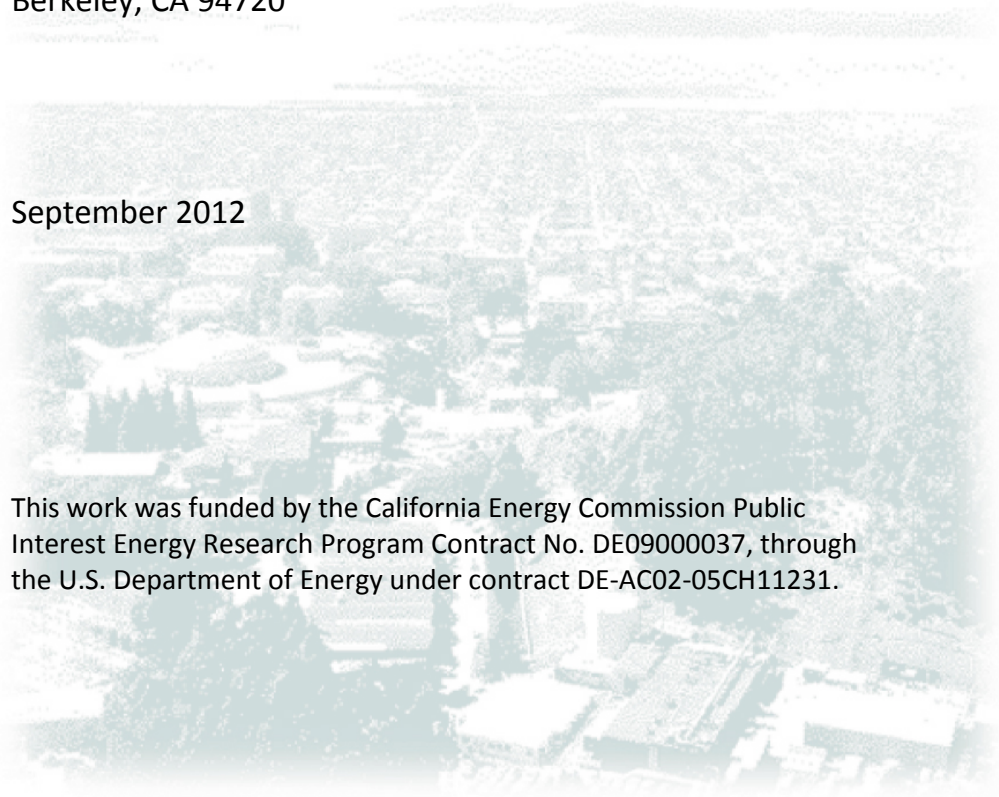 Berkeley, CA 94720
September 2012
This work was funded by the California Energy Commission Public
Interest Energy Research Program Contract No. DE09000037, through
the U.S. Department of Energy under contract DE-AC02-05CH11231.